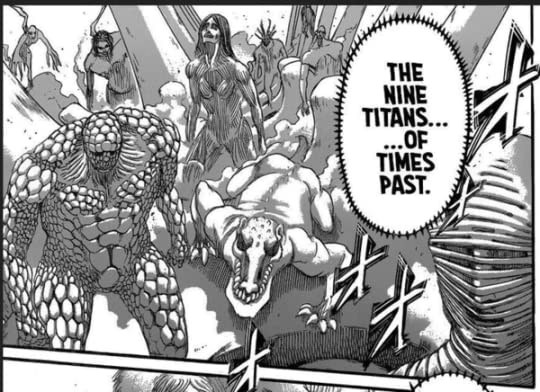 THE
NINE
TITANS...
...OF
TIMES
PAST.